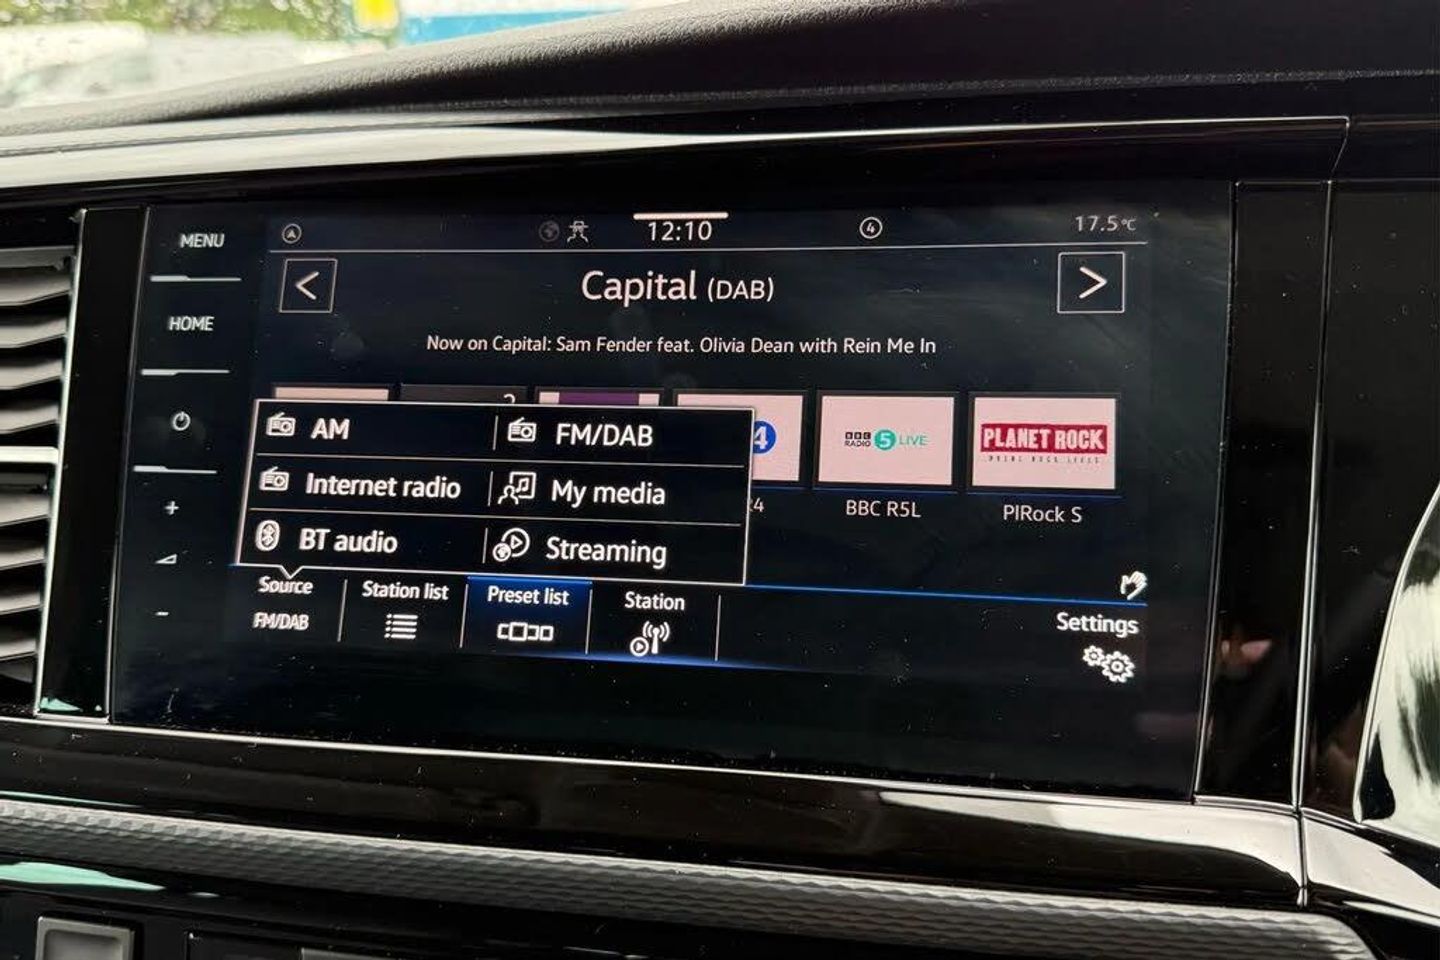 MENU
HOME
12:10
4
17.5°C
Capital (DAB)
Now on Capital: Sam Fender feat. Olivia Dean with Rein Me In
AM
FM/DAB
Internet radio
My media
BT audio
Streaming
4
BBC RADIO 5 LIVE
PLANET ROCK
BBC R5L
PlRock S
Source
FM/DAB
Station list
Preset list
Station
Settings